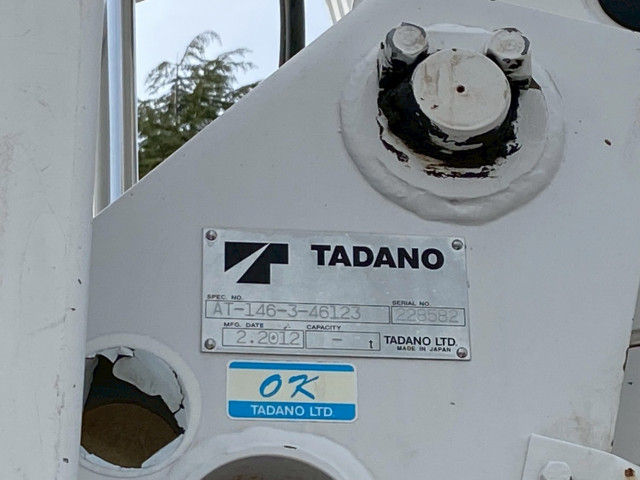 TADANO
SPEC. NO.
SERIAL NO.
AT-146-3-46123
228582
MFG. DATE
CAPACITY
2.2012
- t
TADANO LTD.
MADE IN JAPAN
OK
TADANO LTD